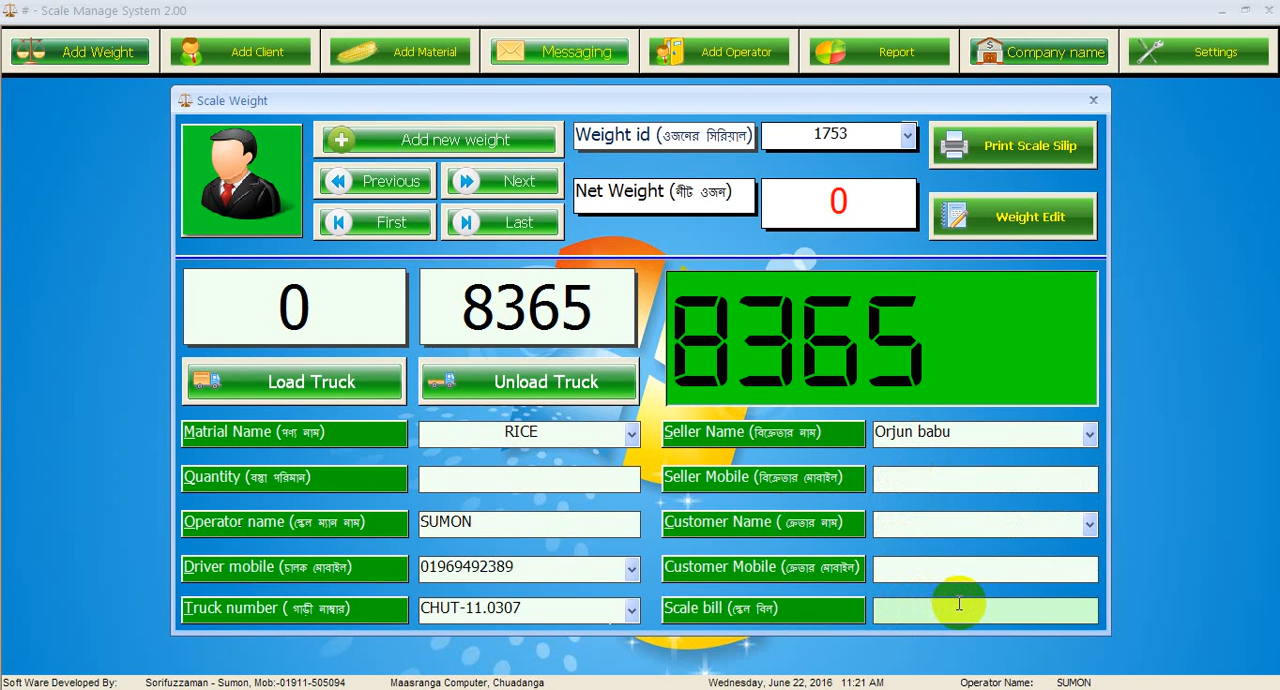 # - Scale Manage System 2.00
Add Weight
Add Client
Add Material
Messaging
Add Operator
Report
Company name
Settings
Scale Weight
Add new weight
Previous
Next
First
Last
Weight id (ওজনের সিরিয়াল)
1753
Net Weight (নীট ওজন)
0
Print Scale Silip
Weight Edit
0
8365
8365
Load Truck
Unload Truck
Matrial Name (পণ্য নাম)
RICE
Seller Name (বিক্রেতার নাম)
Orjun babu
Quantity (বস্তা পরিমান)
Seller Mobile (বিক্রেতার মোবাইল)
Operator name (স্কেল ম্যান নাম)
SUMON
Customer Name ( ক্রেতার নাম)
Driver mobile (চালক মোবাইল)
01969492389
Customer Mobile (ক্রেতার মোবাইল)
Truck number ( গাড়ী নাম্বার)
CHUT-11.0307
Scale bill (স্কেল বিল)
Soft Ware Developed By: Sorifuzzaman - Sumon, Mob:-01911-505094 Maasranga Computer, Chuadanga Wednesday, June 22, 2016 11:21 AM Operator Name: SUMON